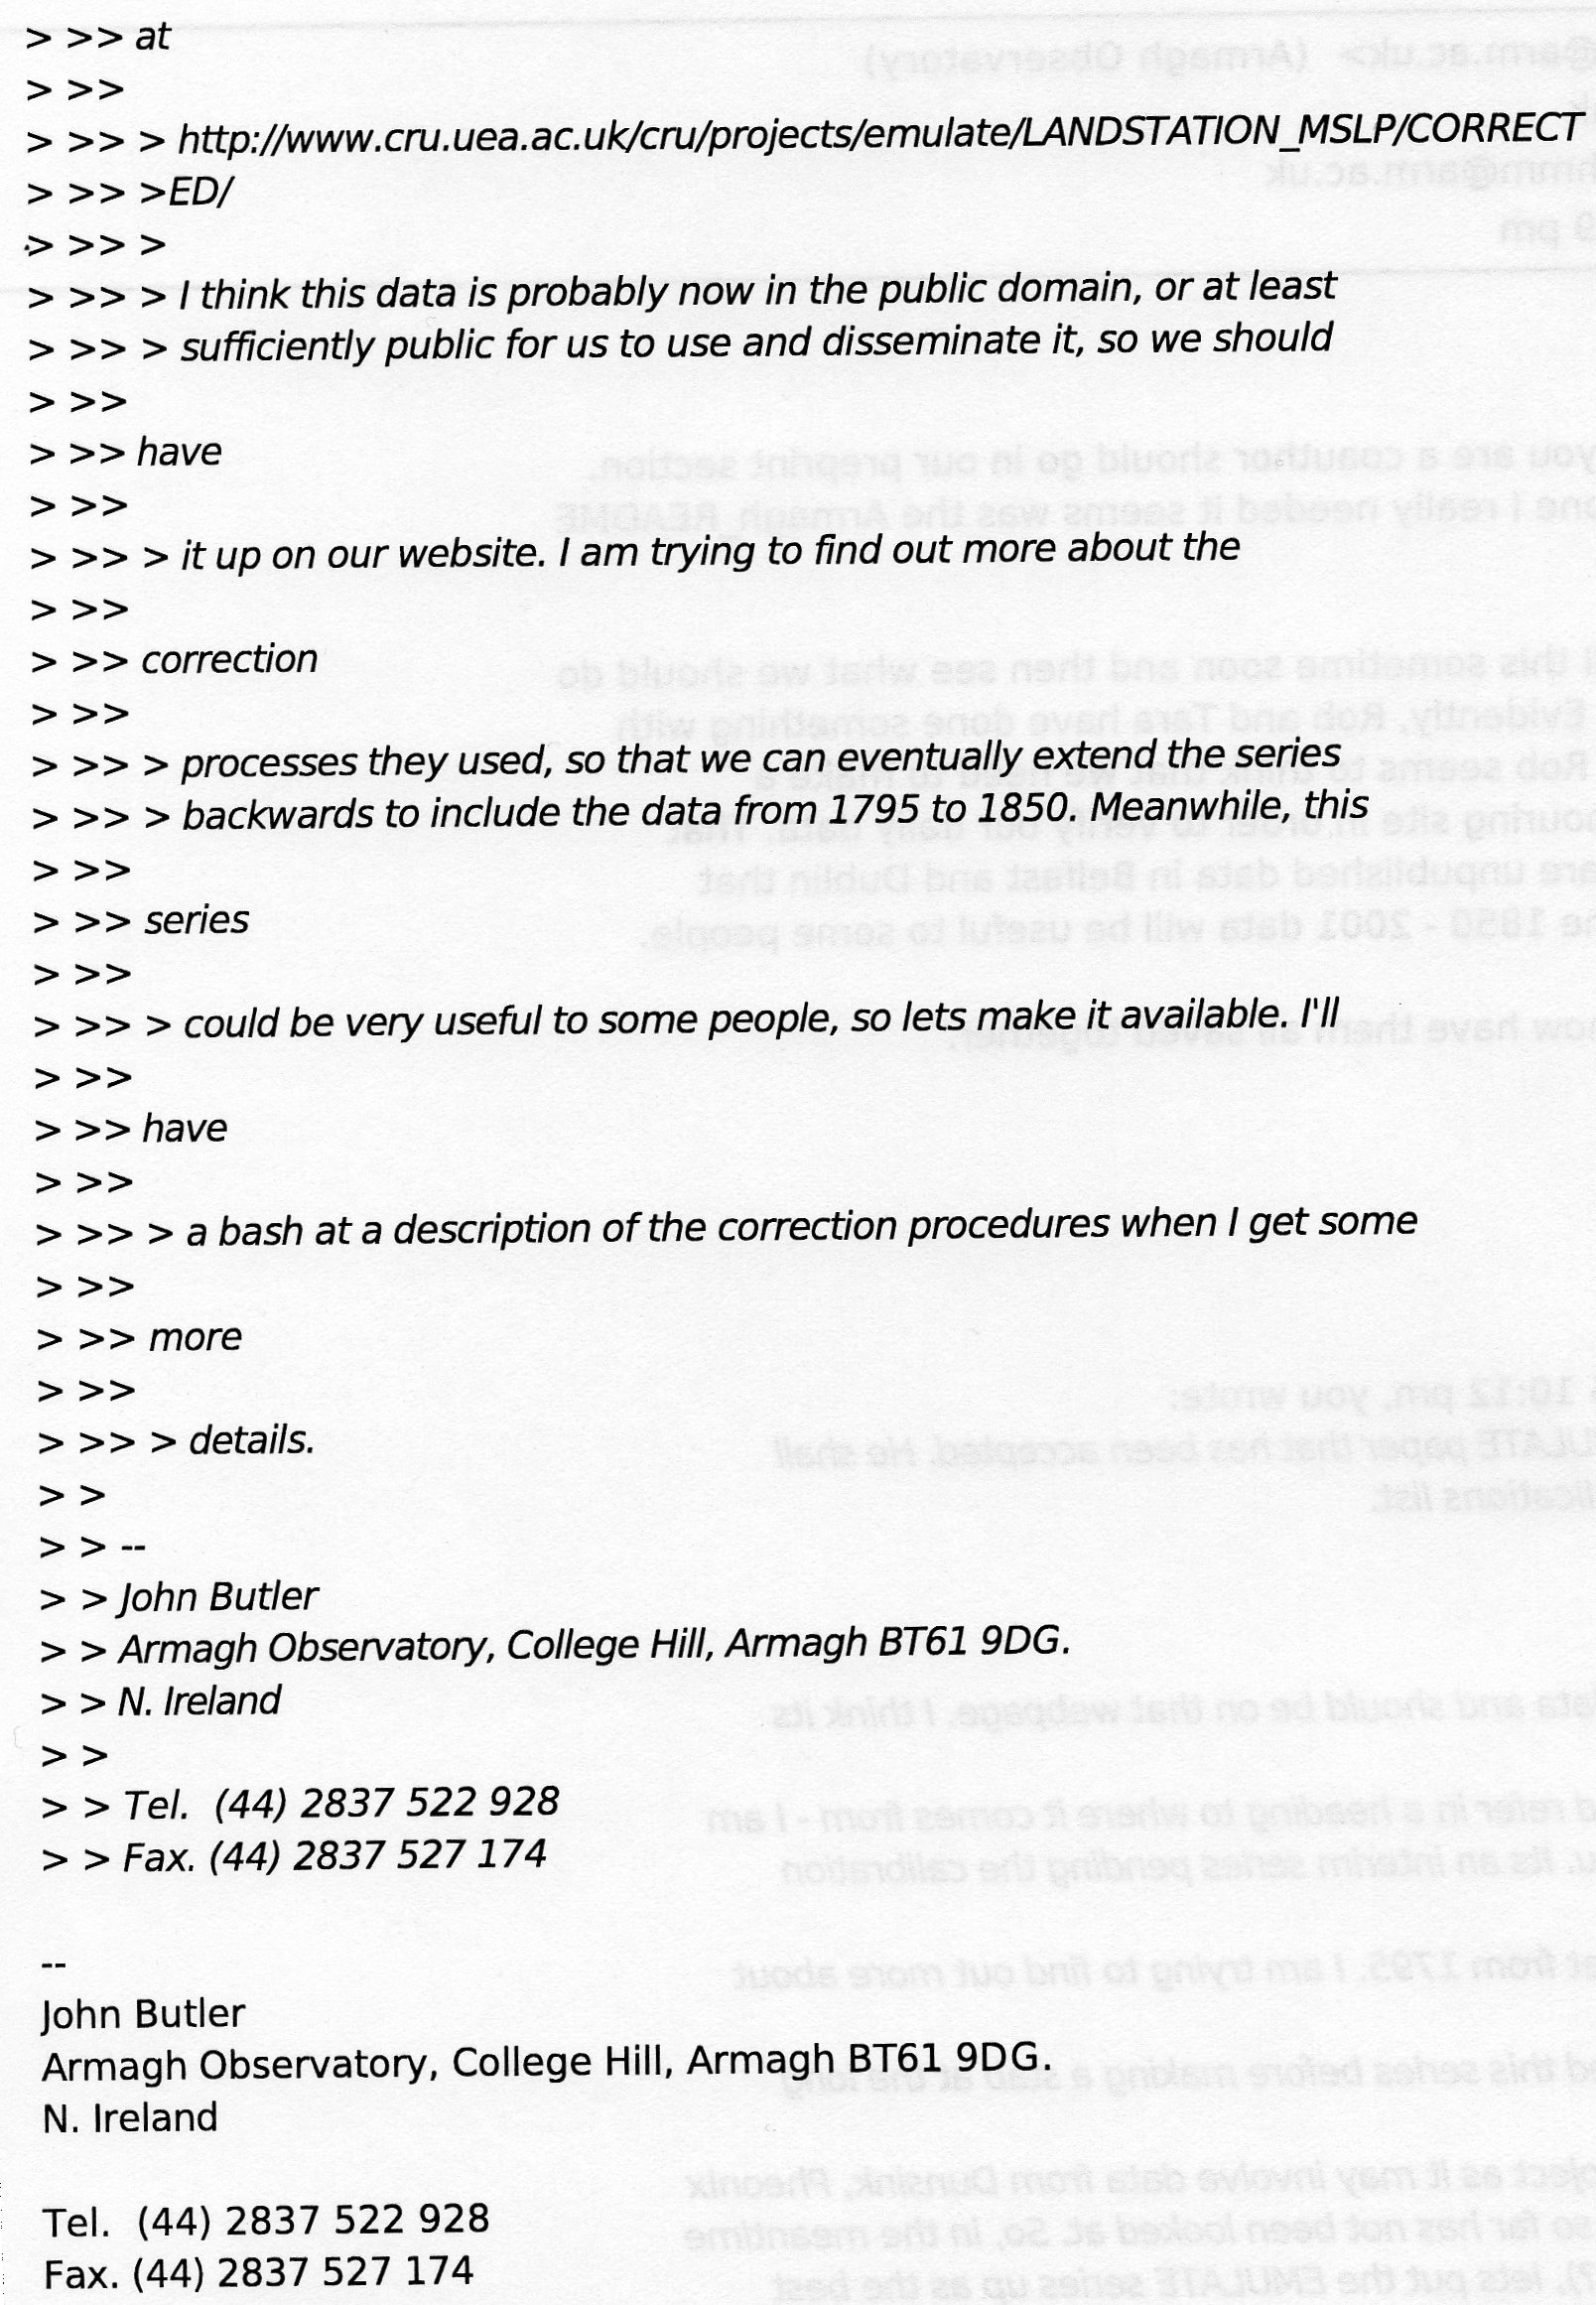 > >> at
> >>
> >> > http://www.cru.uea.ac.uk/cru/projects/emulate/LANDSTATION_MSLP/CORRECT
> >> >ED/
> >> >
> >> > I think this data is probably now in the public domain, or at least
> >> > sufficiently public for us to use and disseminate it, so we should
> >>
> >> have
> >>
> >> > it up on our website. I am trying to find out more about the
> >>
> >> correction
> >>
> >> > processes they used, so that we can eventually extend the series
> >> > backwards to include the data from 1795 to 1850. Meanwhile, this
> >>
> >> series
> >>
> >> > could be very useful to some people, so lets make it available. I'll
> >>
> >> have
> >>
> >> > a bash at a description of the correction procedures when I get some
> >>
> >> more
> >>
> >> > details.
> >
> > --
> > John Butler
> > Armagh Observatory, College Hill, Armagh BT61 9DG.
> > N. Ireland
> >
> > Tel.  (44) 2837 522 928
> > Fax. (44) 2837 527 174

--
John Butler
Armagh Observatory, College Hill, Armagh BT61 9DG.
N. Ireland

Tel.  (44) 2837 522 928
Fax. (44) 2837 527 174